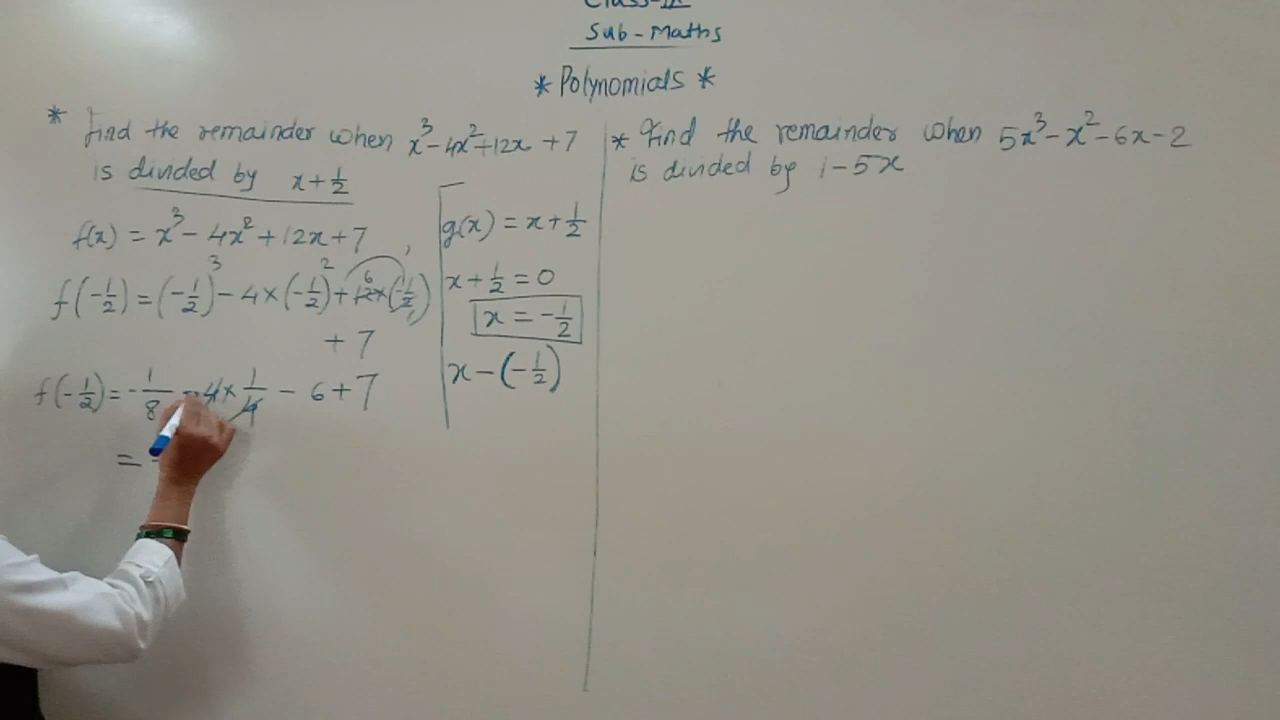 Class-IX
Sub-Maths
* Polynomials *
* Find the remainder when x³ - 4x² + 12x + 7
is divided by x + 1/2
f(x) = x³ - 4x² + 12x + 7,
f(-1/2) = (-1/2)³ - 4 × (-1/2)² + 12 × (-1/2)
6
+ 7
f(-1/2) = -1/8 - 4 × 1/4 - 6 + 7
=
g(x) = x + 1/2
x + 1/2 = 0
x = -1/2
x - (-1/2)
* Find the remainder when 5x³ - x² - 6x - 2
is divided by 1 - 5x